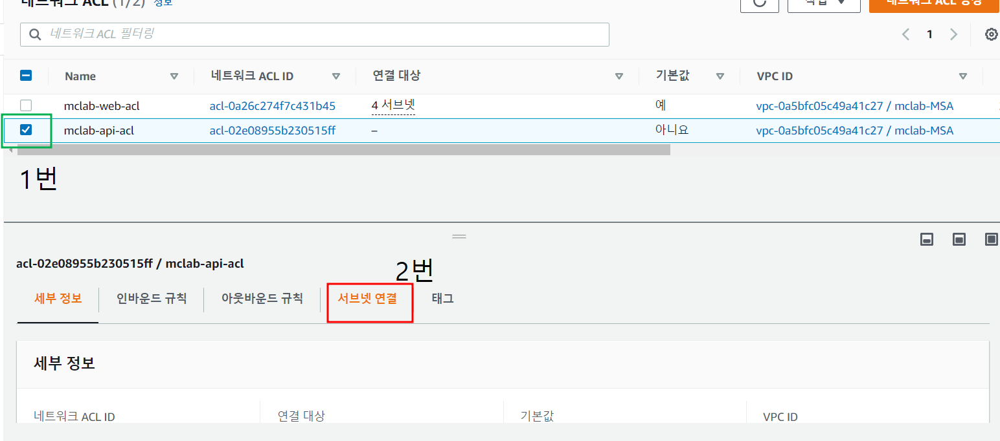 네트워크 ACL (1/2) 정보
작업 네트워크 ACL 생성
네트워크 ACL 필터링
1
Name 네트워크 ACL ID 연결 대상 기본값 VPC ID
mclab-web-acl acl-0a26c274f7c431b45 4 서브넷 예 vpc-0a5bfc05c49a41c27 / mclab-MSA
mclab-api-acl acl-02e08955b230515ff – 아니요 vpc-0a5bfc05c49a41c27 / mclab-MSA
1번
acl-02e08955b230515ff / mclab-api-acl
2번
세부 정보 인바운드 규칙 아웃바운드 규칙 서브넷 연결 태그
세부 정보
네트워크 ACL ID 연결 대상 기본값 VPC ID